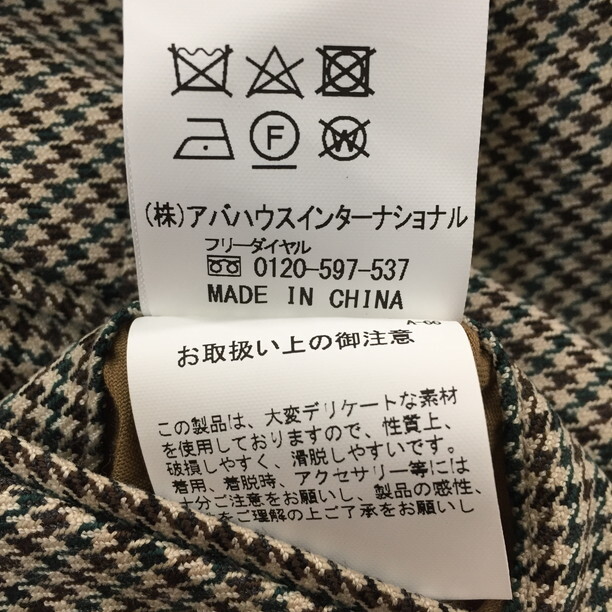 F W
(株)アバハウスインターナショナル
フリーダイヤル
0120-597-537
MADE IN CHINA
お取扱い上の御注意
この製品は、大変デリケートな素材
を使用しておりますので、性質上、
破損しやすく、滑脱しやすいです。
着用、着脱時、アクセサリー等には
十分ご注意をお願いし、製品の感性、
をご理解の上ご了承をお願いし